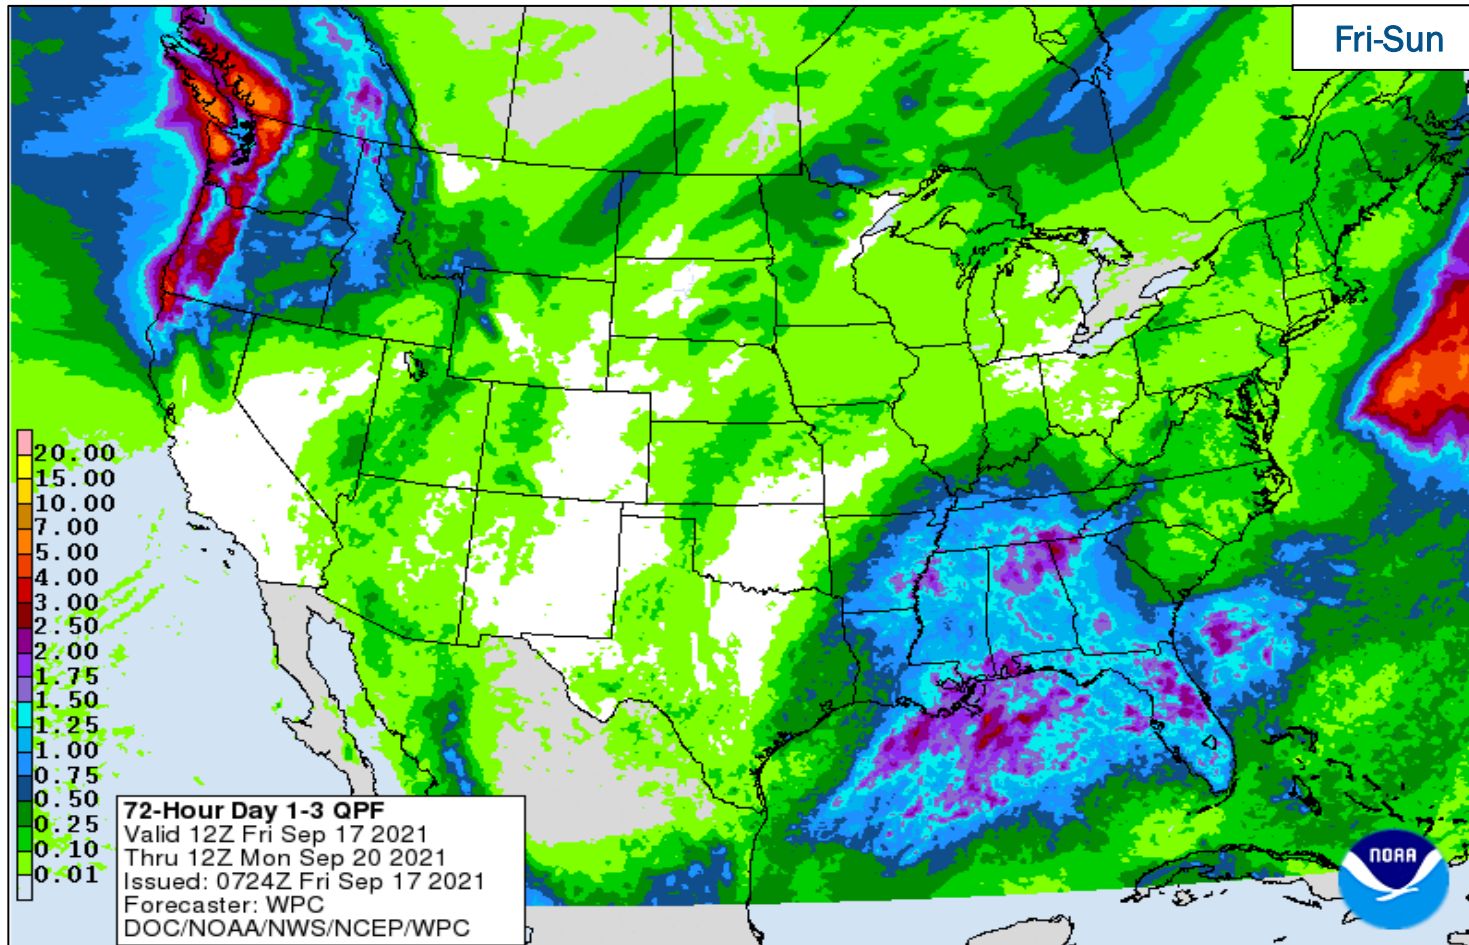 Fri-Sun
20.00
15.00
10.00
7.00
5.00
4.00
3.00
2.50
2.00
1.75
1.50
1.25
1.00
0.75
0.50
0.25
0.10
0.01
72-Hour Day 1-3 QPF
Valid 12Z Fri Sep 17 2021
Thru 12Z Mon Sep 20 2021
Issued: 0724Z Fri Sep 17 2021
Forecaster: WPC
DOC/NOAA/NWS/NCEP/WPC
NOAA